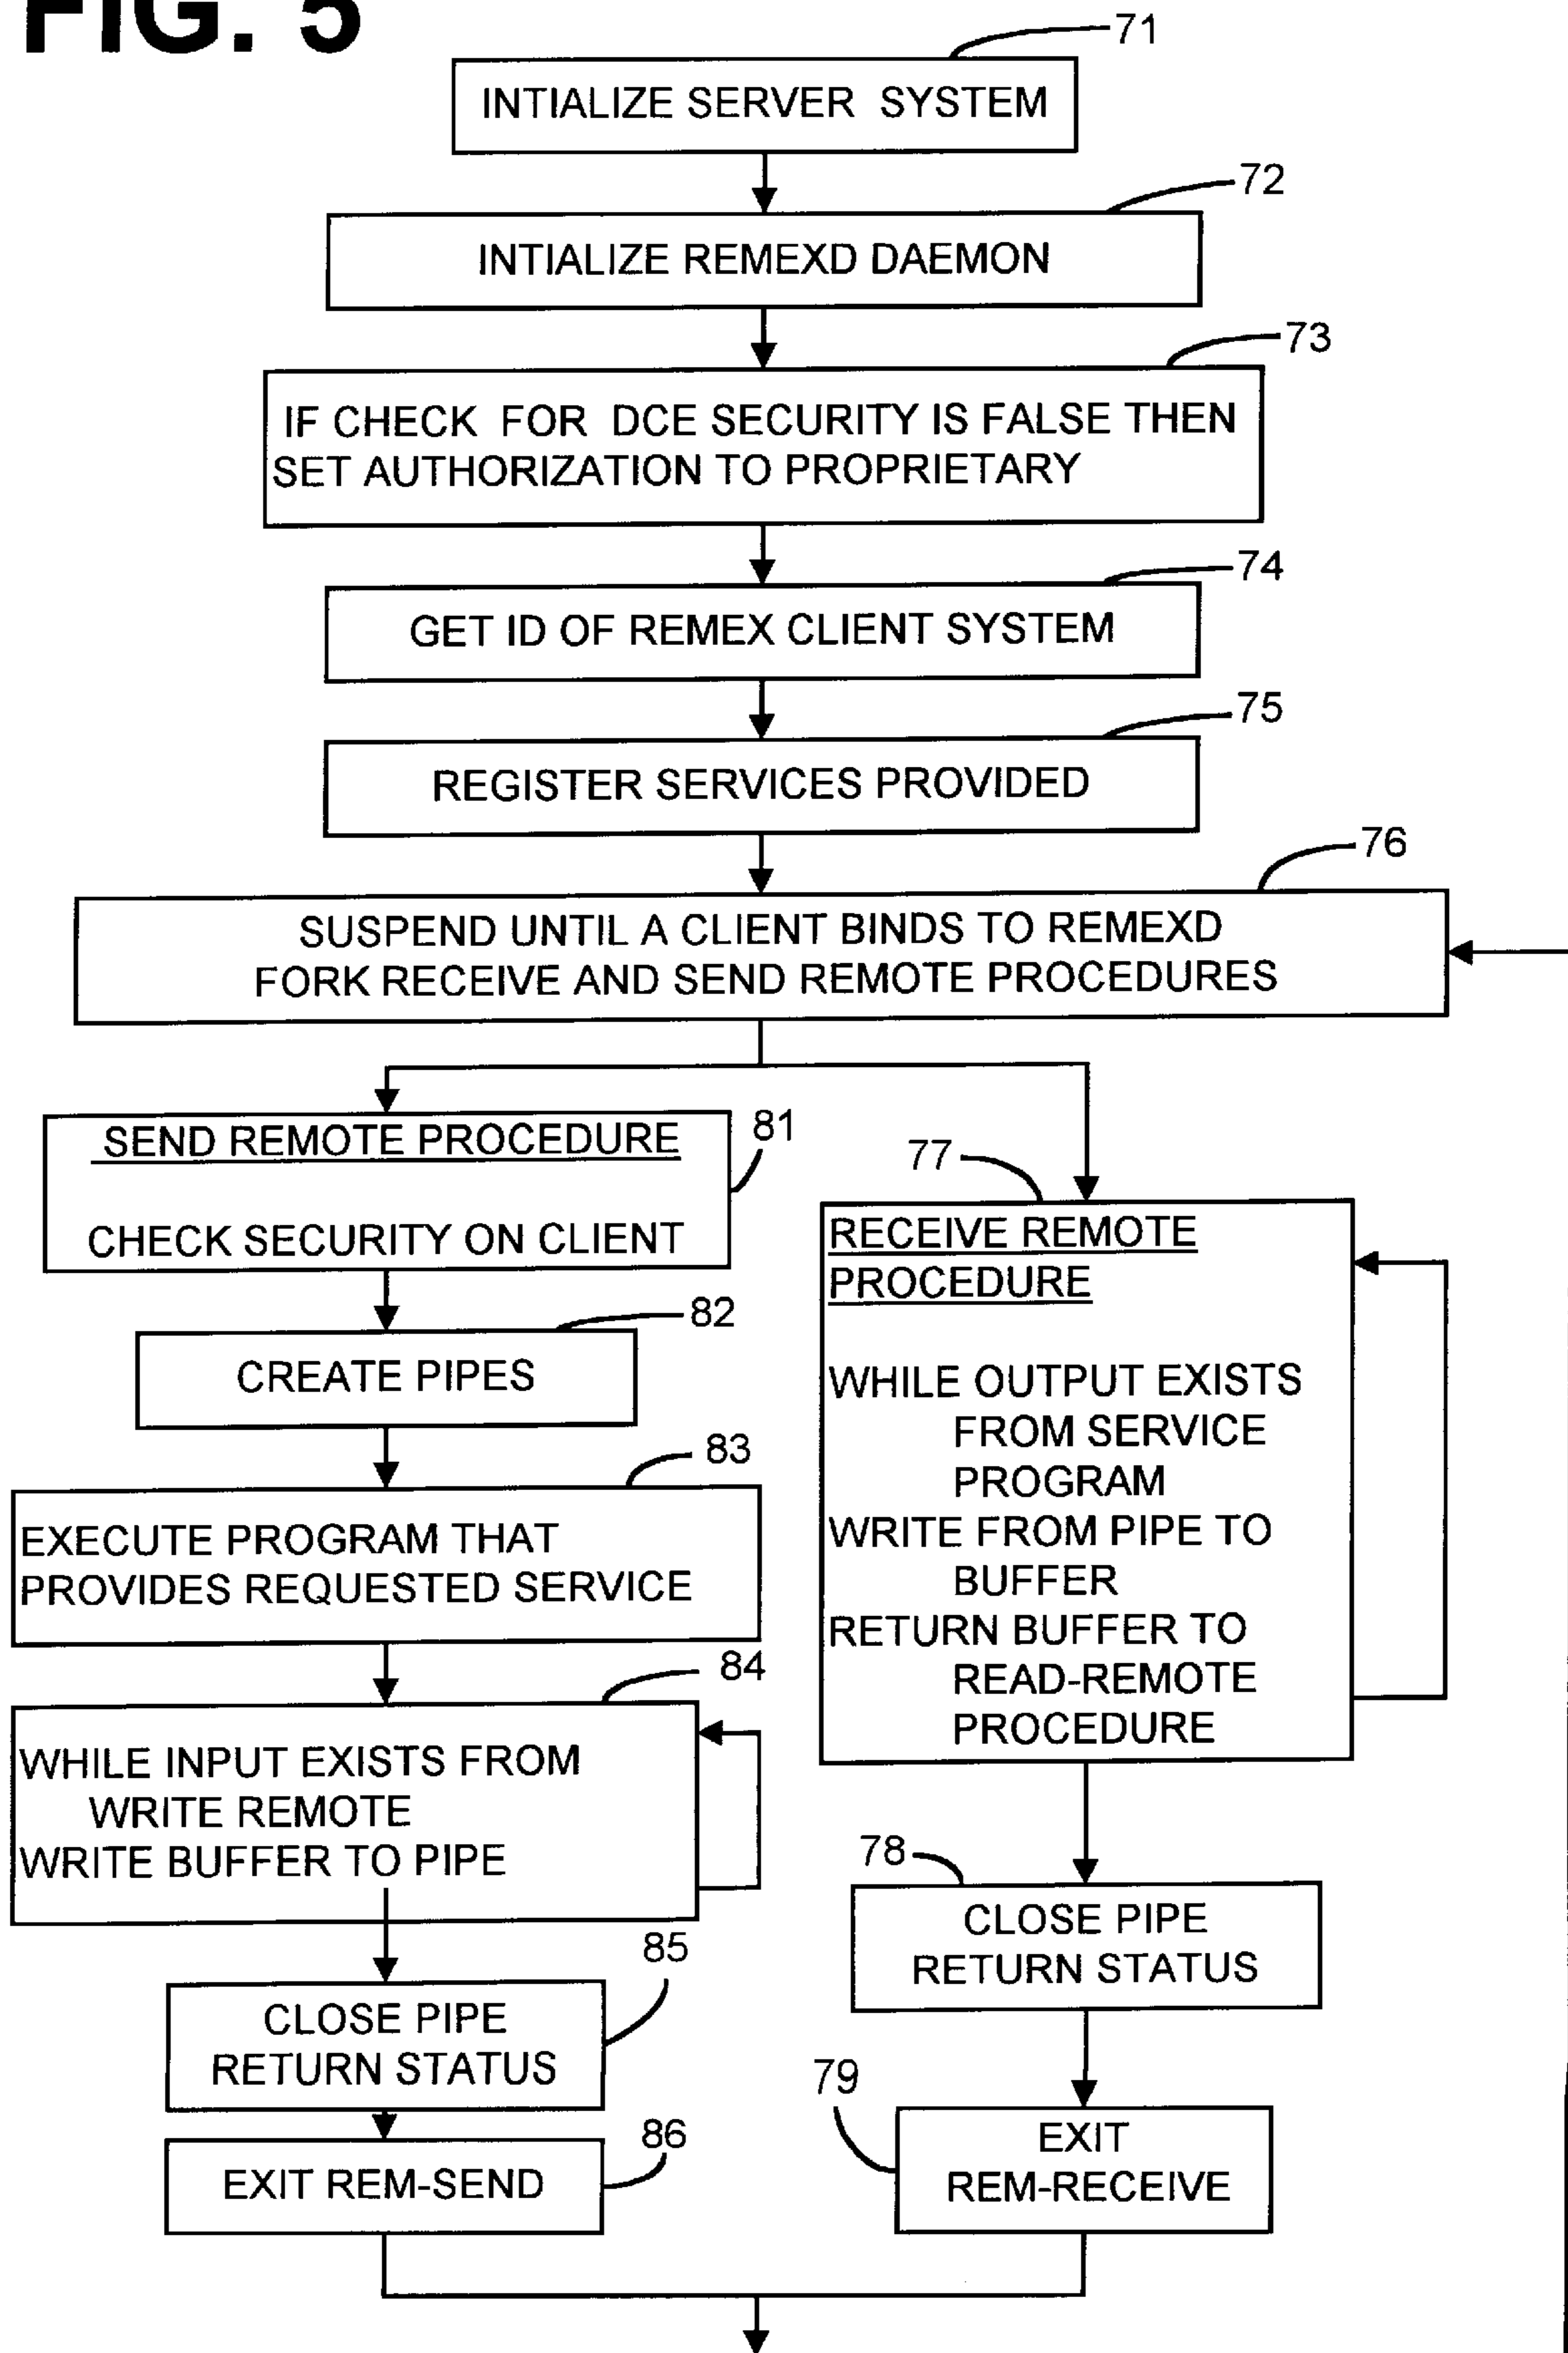 FIG. 5
71
INTIALIZE SERVER SYSTEM
72
INTIALIZE REMEXD DAEMON
73
IF CHECK FOR DCE SECURITY IS FALSE THEN
SET AUTHORIZATION TO PROPRIETARY
74
GET ID OF REMEX CLIENT SYSTEM
75
REGISTER SERVICES PROVIDED
76
SUSPEND UNTIL A CLIENT BINDS TO REMEXD
FORK RECEIVE AND SEND REMOTE PROCEDURES
81
SEND REMOTE PROCEDURE
CHECK SECURITY ON CLIENT
82
CREATE PIPES
83
EXECUTE PROGRAM THAT
PROVIDES REQUESTED SERVICE
84
WHILE INPUT EXISTS FROM
WRITE REMOTE
WRITE BUFFER TO PIPE
85
CLOSE PIPE
RETURN STATUS
86
EXIT REM-SEND
77
RECEIVE REMOTE
PROCEDURE
WHILE OUTPUT EXISTS
FROM SERVICE
PROGRAM
WRITE FROM PIPE TO
BUFFER
RETURN BUFFER TO
READ-REMOTE
PROCEDURE
78
CLOSE PIPE
RETURN STATUS
79
EXIT
REM-RECEIVE